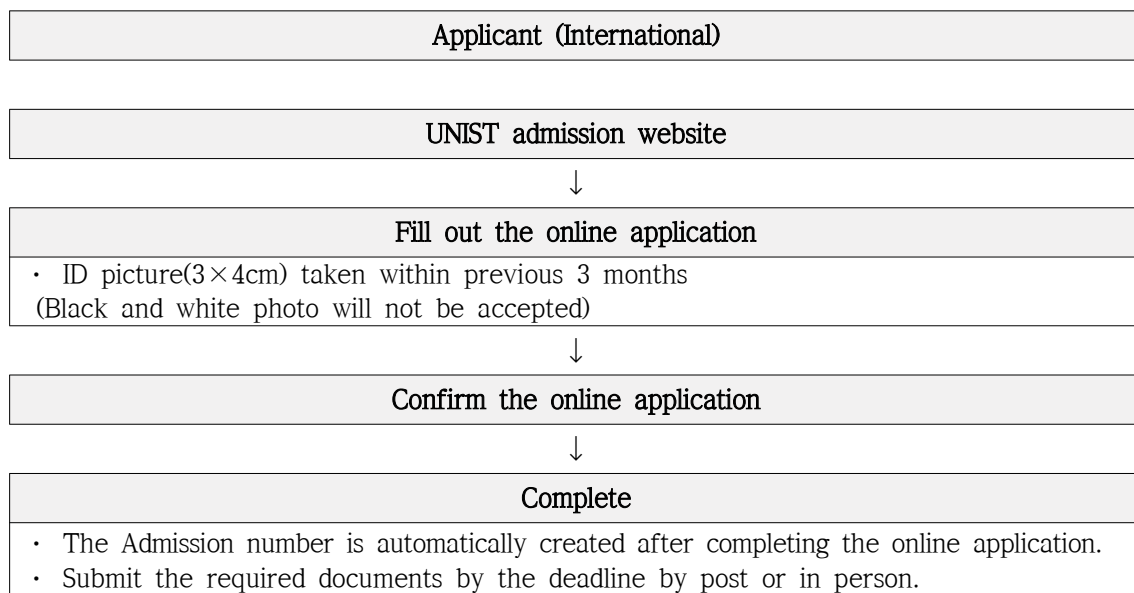 Applicant (International)
UNIST admission website
↓
Fill out the online application
· ID picture(3×4cm) taken within previous 3 months
(Black and white photo will not be accepted)
↓
Confirm the online application
↓
Complete
· The Admission number is automatically created after completing the online application.
· Submit the required documents by the deadline by post or in person.